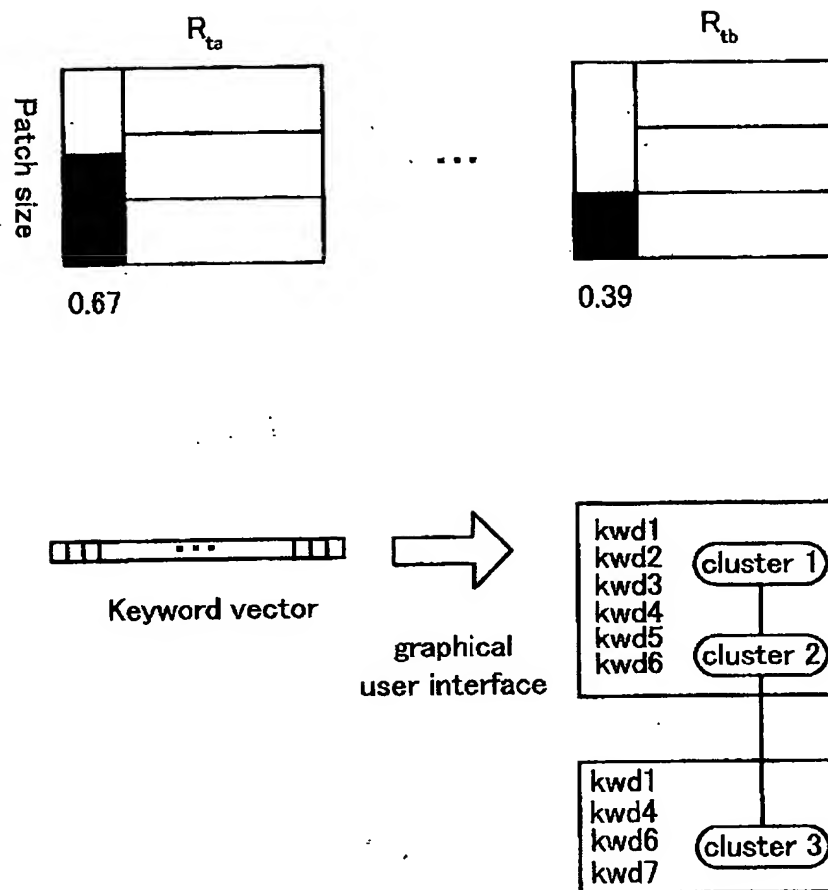 R_ta
R_tb
Patch size
...
0.67
0.39
...
Keyword vector
graphical
user interface
kwd1
kwd2
kwd3
kwd4
kwd5
kwd6
cluster 1
cluster 2
kwd1
kwd4
kwd6
kwd7
cluster 3